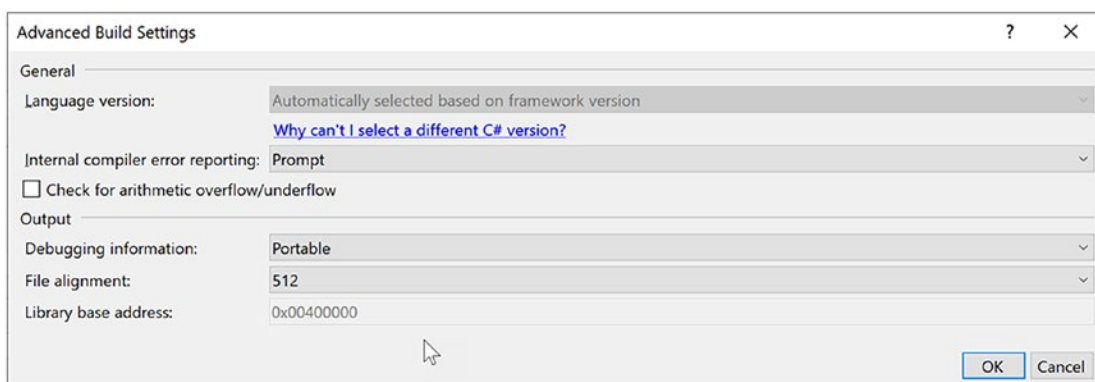 Advanced Build Settings ? ×
General
Language version: Automatically selected based on framework version
Why can't I select a different C# version?
Internal compiler error reporting: Prompt
Check for arithmetic overflow/underflow
Output
Debugging information: Portable
File alignment: 512
Library base address: 0x00400000
OK Cancel